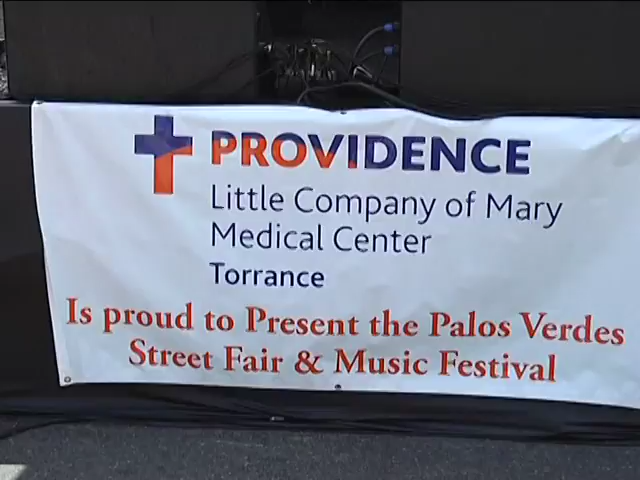 PROVIDENCE
Little Company of Mary
Medical Center
Torrance
Is proud to Present the Palos Verdes
Street Fair & Music Festival